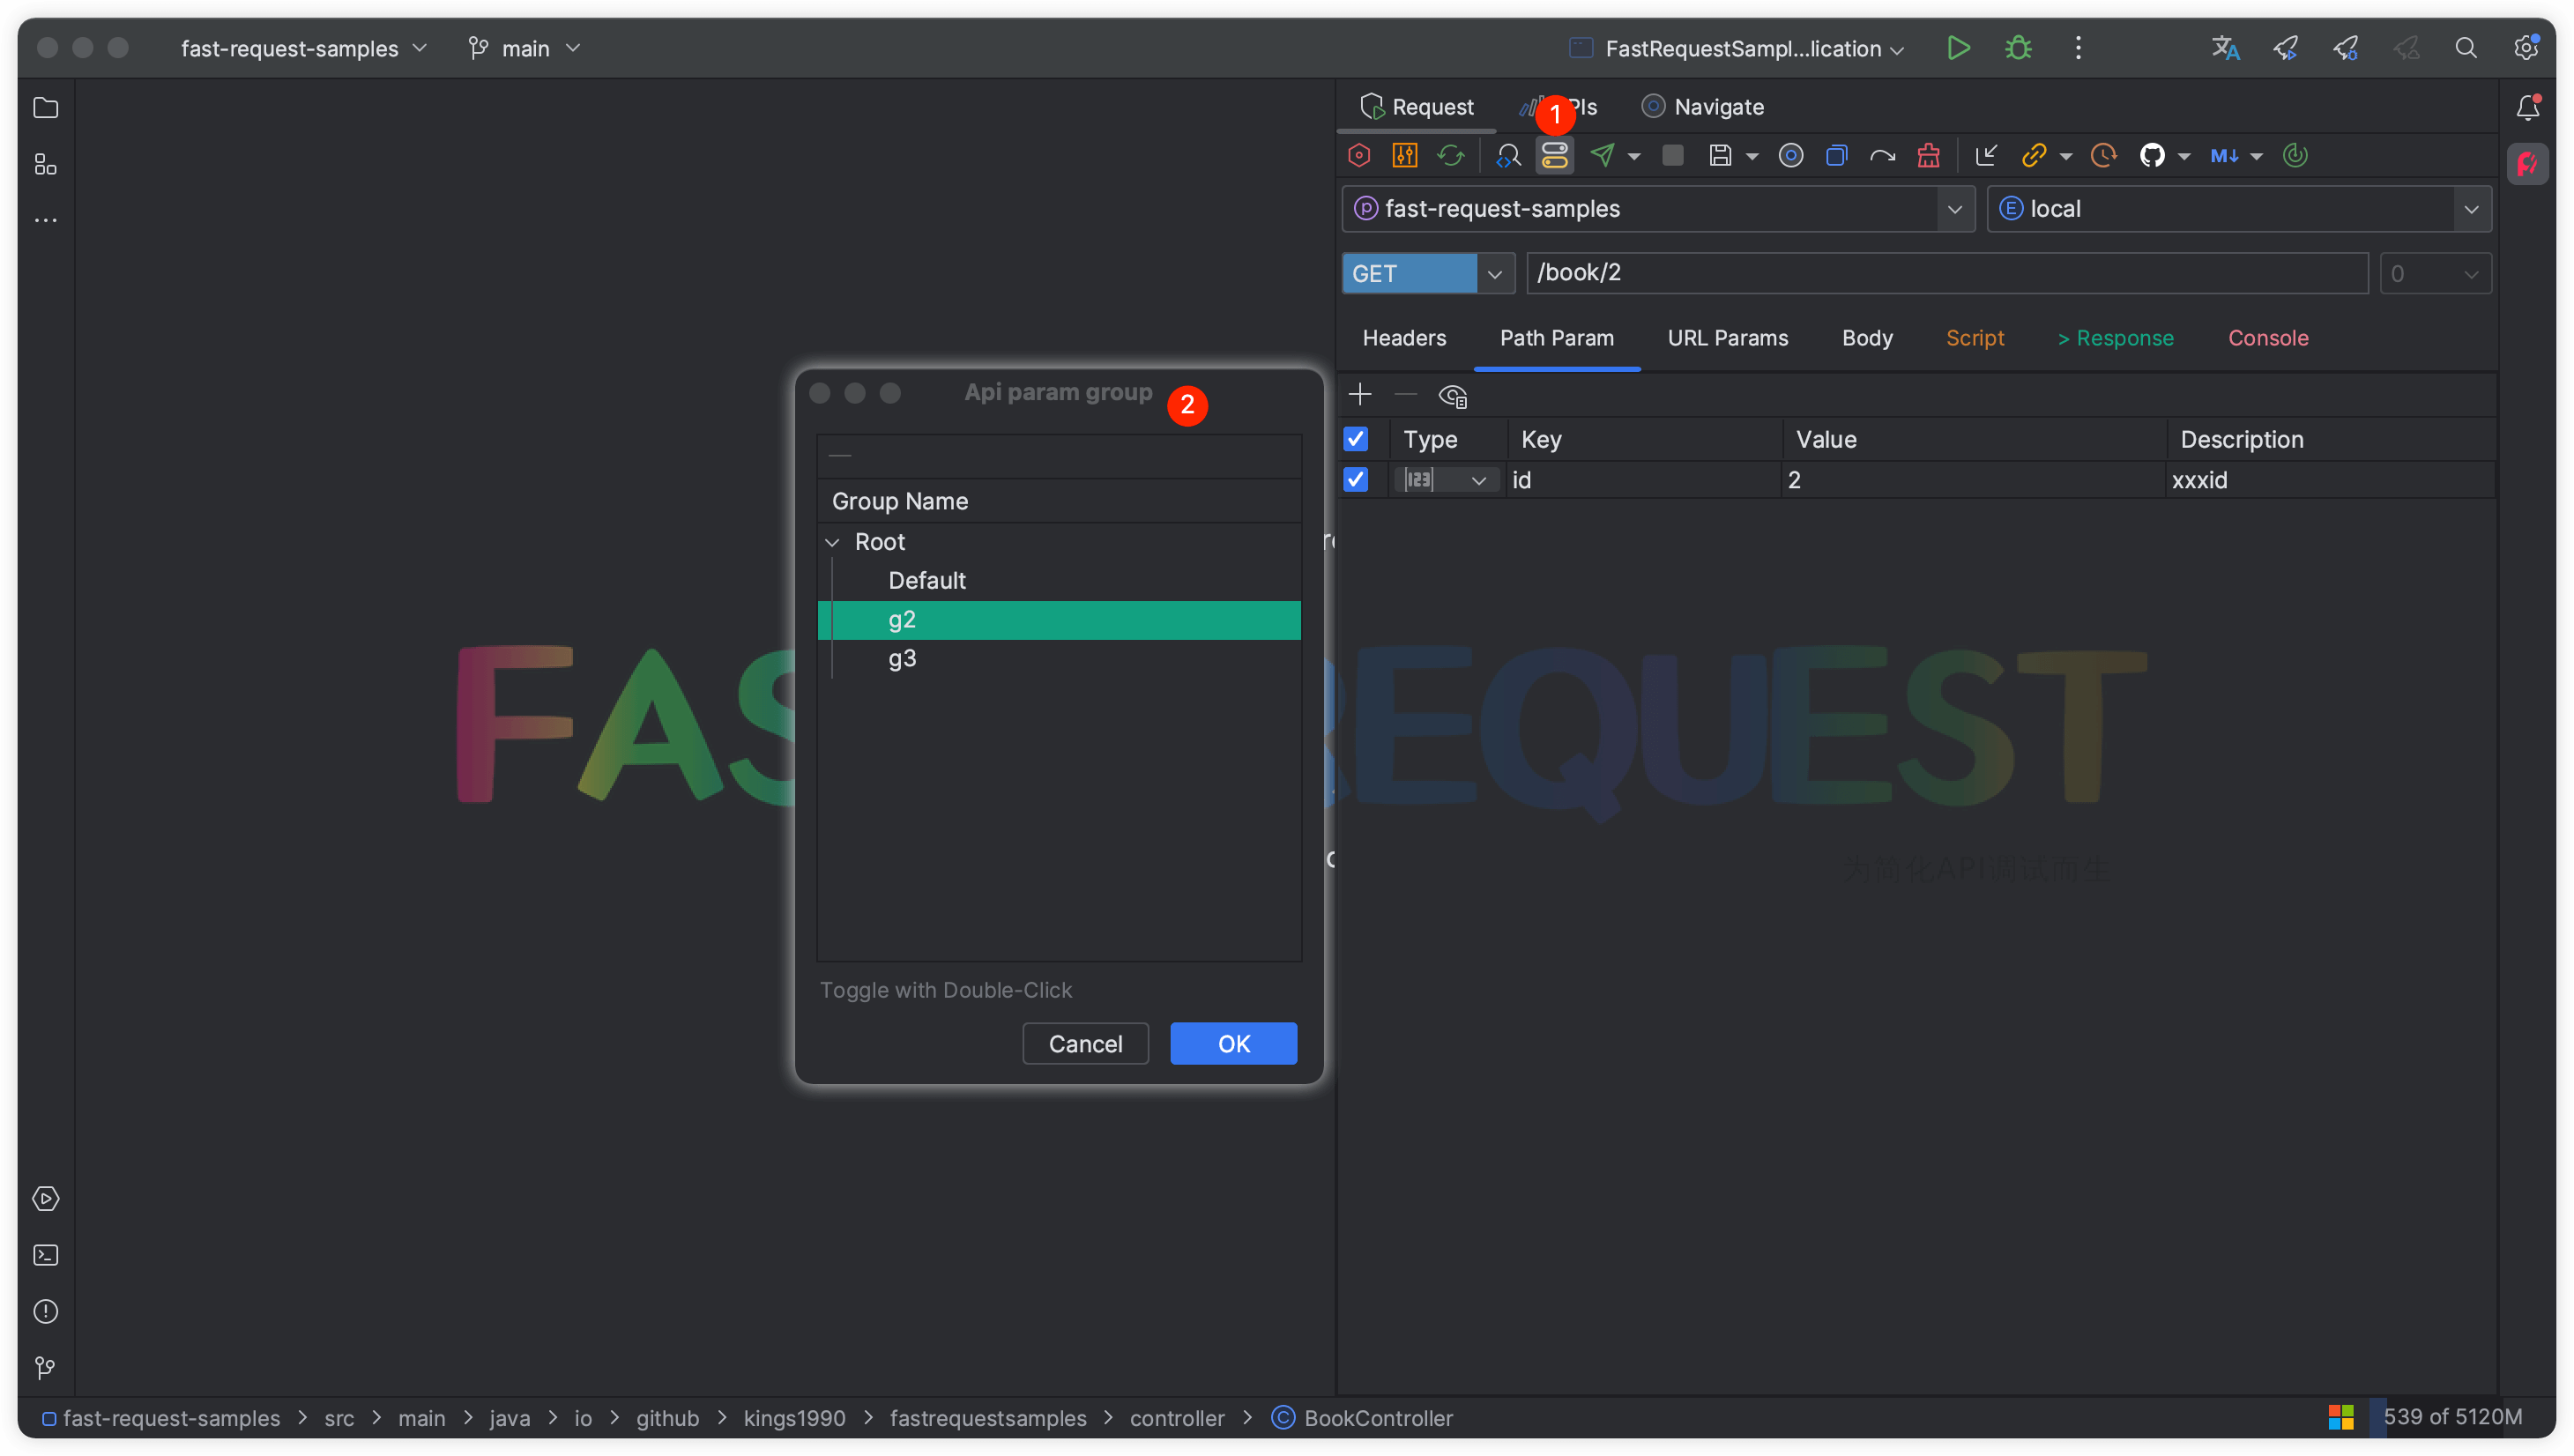 fast-request-samples
main
FastRequestSampl...lication
Request
PIs
Navigate
1
M↓
fast-request-samples
local
GET
/book/2
0
Headers
Path Param
URL Params
Body
Script
> Response
Console
Type
Key
Value
Description
123
id
2
xxxid
Api param group
2
Group Name
Root
Default
g2
g3
Toggle with Double-Click
Cancel
OK
FAS
REQUEST
为简化API调试而生
fast-request-samples > src > main > java > io > github > kings1990 > fastrequestsamples > controller > BookController
539 of 5120M